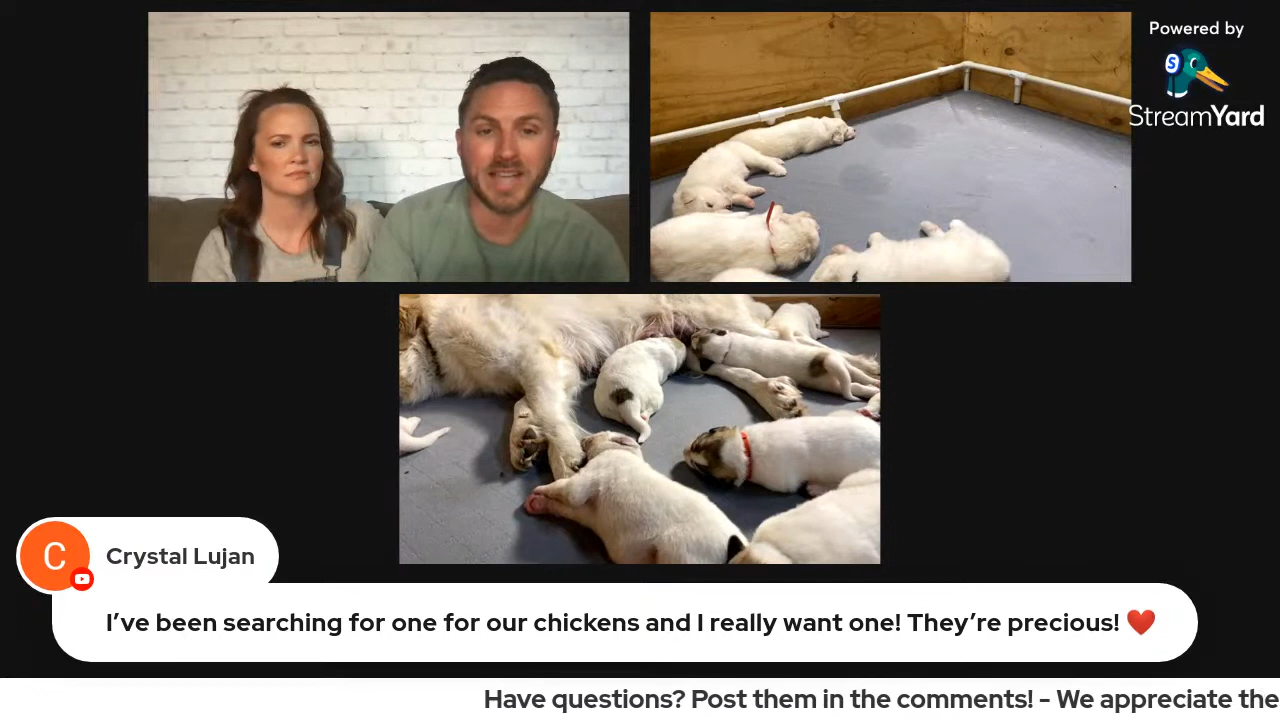 Powered by
S
StreamYard
C
Crystal Lujan
I’ve been searching for one for our chickens and I really want one! They’re precious! ❤️
Have questions? Post them in the comments! - We appreciate the